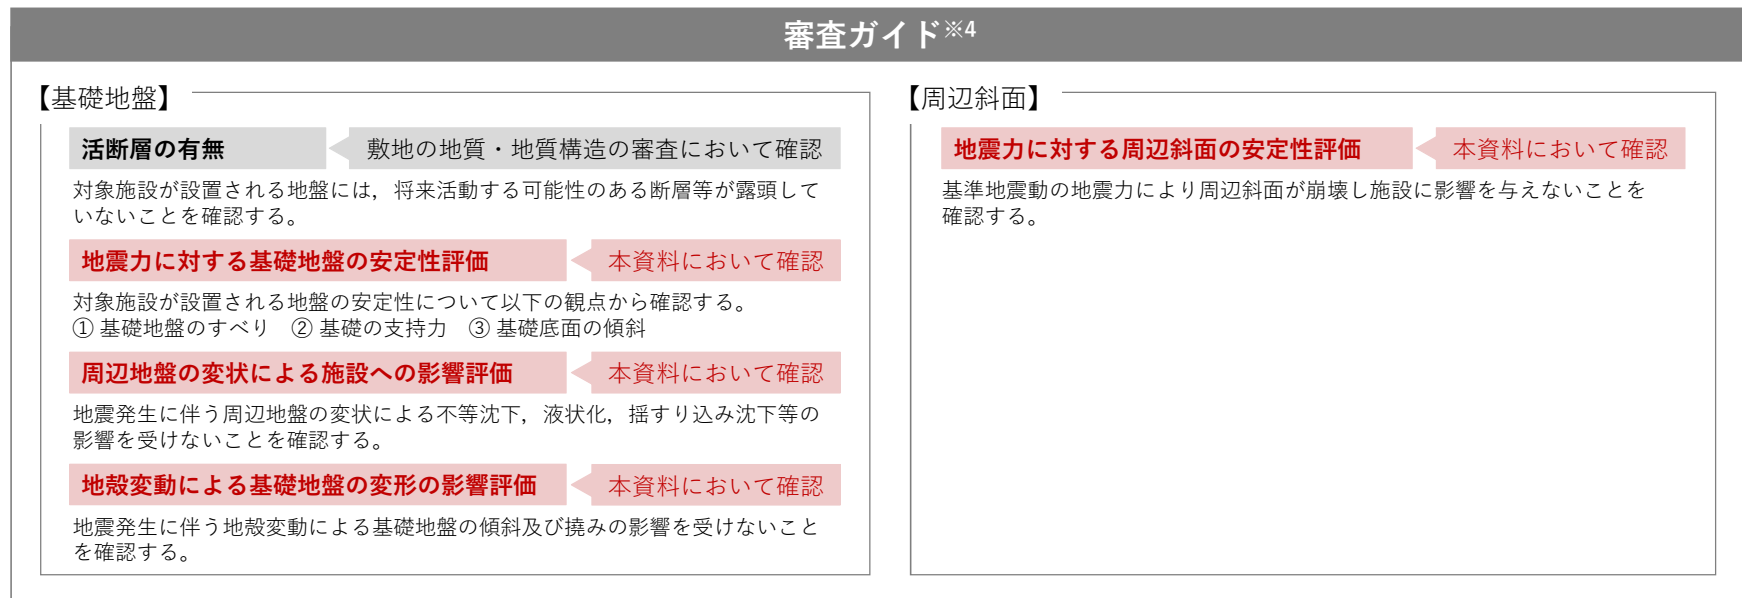 審査ガイド※4
【基礎地盤】
活断層の有無
敷地の地質・地質構造の審査において確認
対象施設が設置される地盤には，将来活動する可能性のある断層等が露頭して
いないことを確認する。
地震力に対する基礎地盤の安定性評価
本資料において確認
対象施設が設置される地盤の安定性について以下の観点から確認する。
① 基礎地盤のすべり　② 基礎の支持力　③ 基礎底面の傾斜
周辺地盤の変状による施設への影響評価
本資料において確認
地震発生に伴う周辺地盤の変状による不等沈下，液状化，揺すり込み沈下等の
影響を受けないことを確認する。
地殻変動による基礎地盤の変形の影響評価
本資料において確認
地震発生に伴う地殻変動による基礎地盤の傾斜及び撓みの影響を受けないこと
を確認する。
【周辺斜面】
地震力に対する周辺斜面の安定性評価
本資料において確認
基準地震動の地震力により周辺斜面が崩壊し施設に影響を与えないことを
確認する。